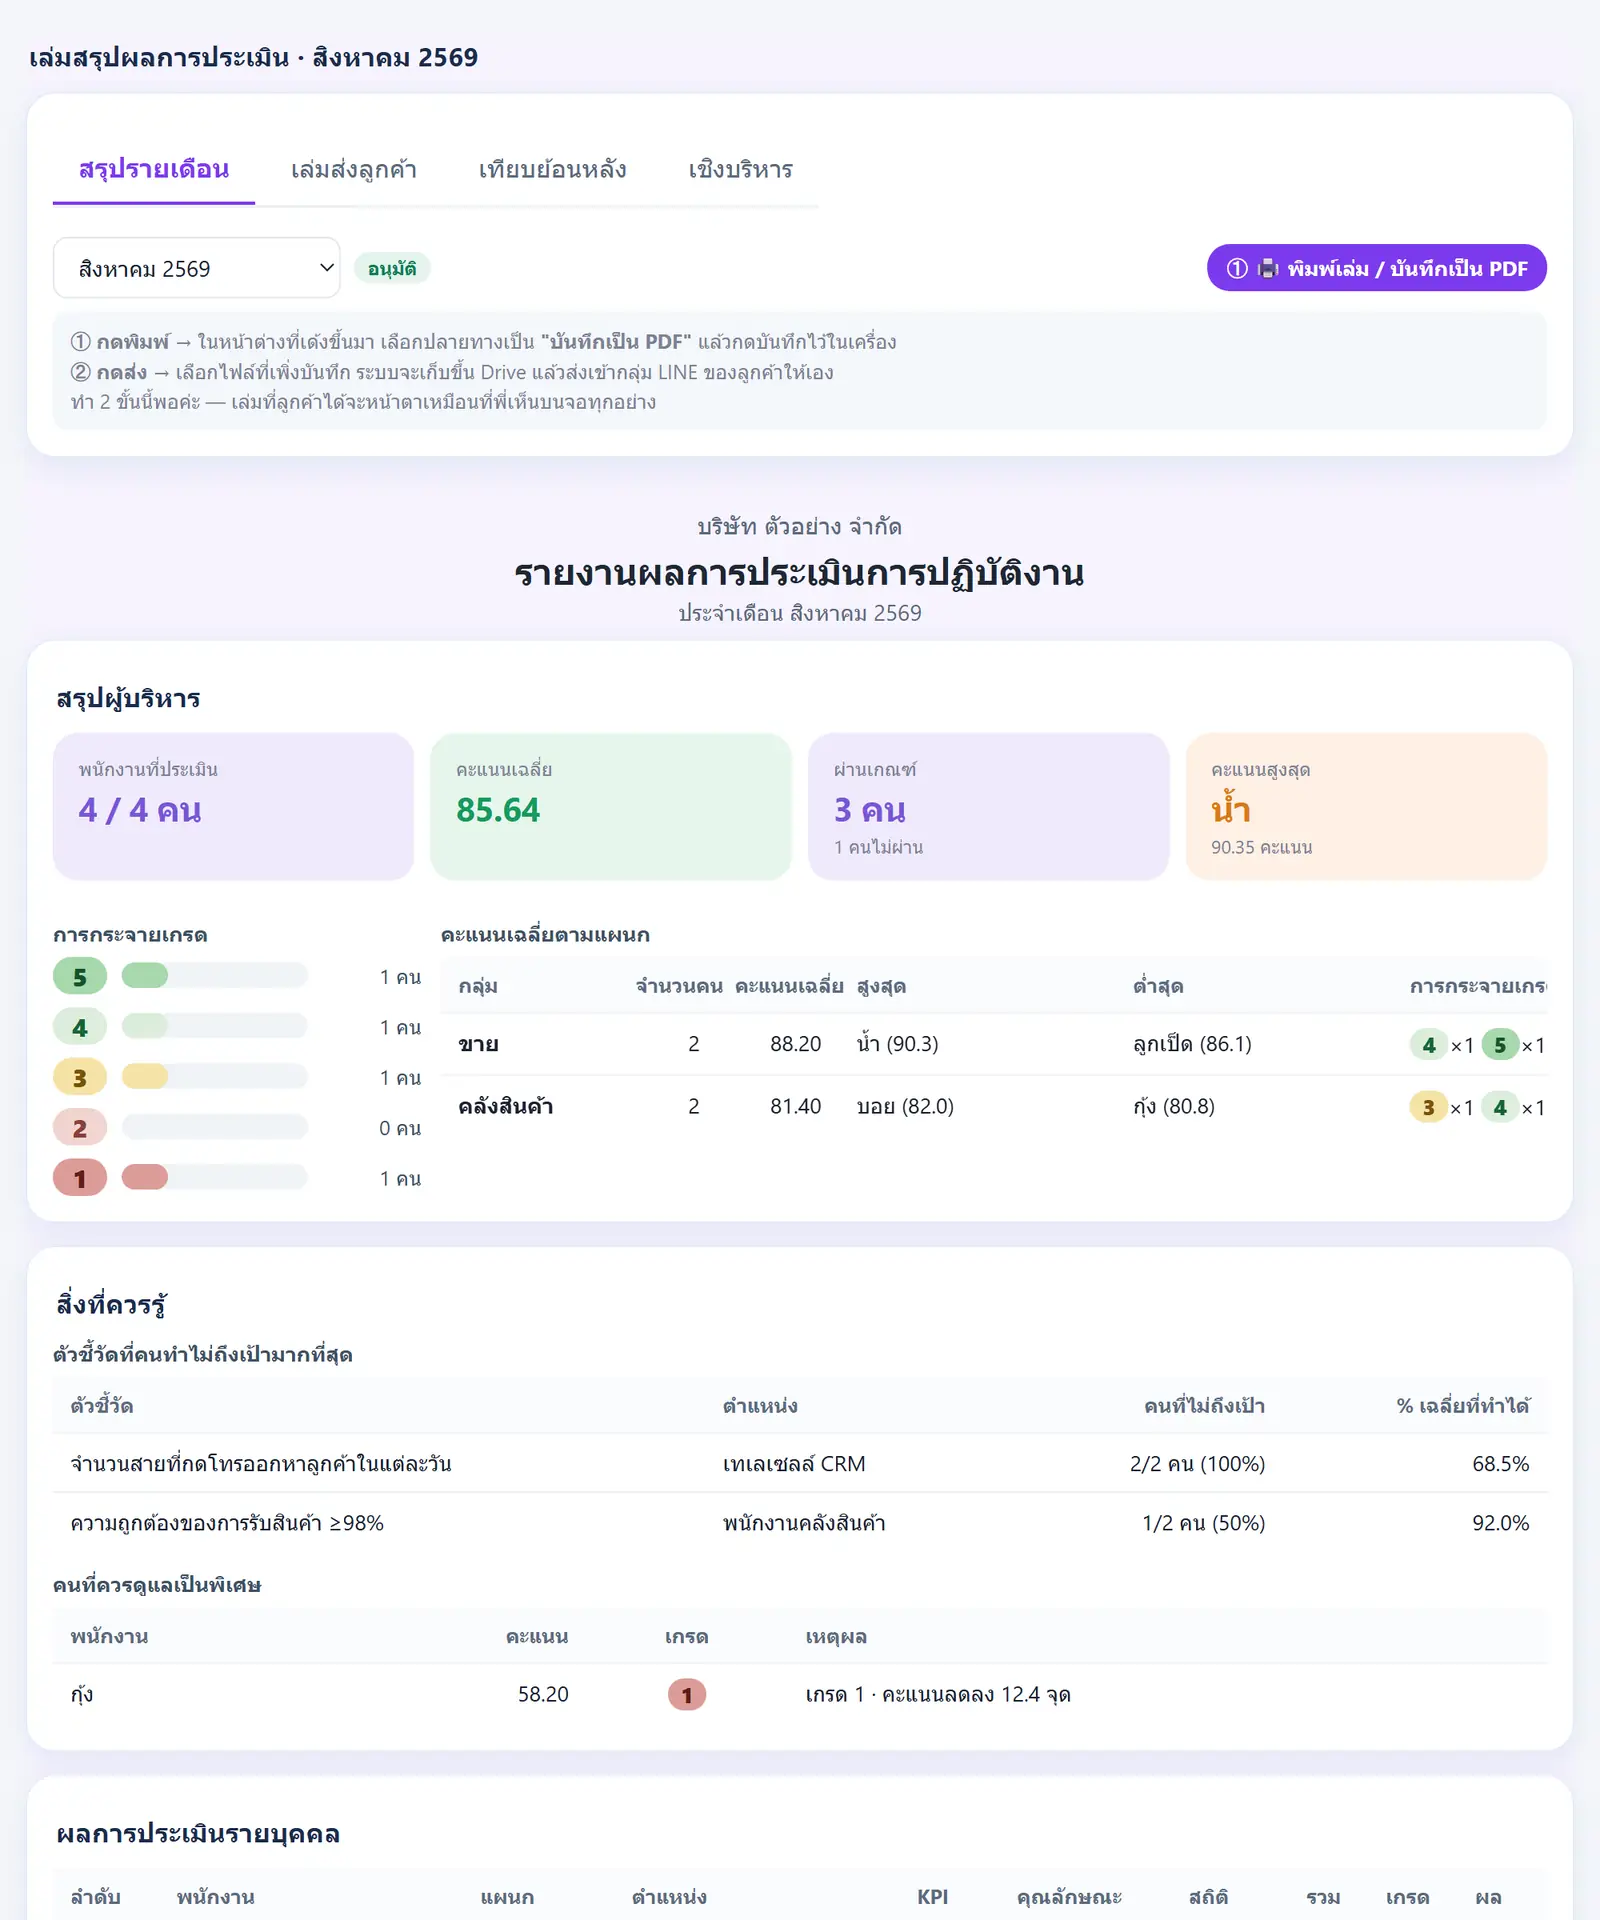 เล่มสรุปผลการประเมิน · สิงหาคม 2569
สรุปรายเดือน เล่มส่งลูกค้า เทียบย้อนหลัง เชิงบริหาร
สิงหาคม 2569 อนุมัติ ① พิมพ์เล่ม / บันทึกเป็น PDF
① กดพิมพ์ → ในหน้าต่างที่เด้งขึ้นมา เลือกปลายทางเป็น "บันทึกเป็น PDF" แล้วกดบันทึกไว้ในเครื่อง
② กดส่ง → เลือกไฟล์ที่เพิ่งบันทึก ระบบจะเก็บขึ้น Drive แล้วส่งเข้ากลุ่ม LINE ของลูกค้าให้เอง
ทำ 2 ขั้นนี้พอค่ะ — เล่มที่ลูกค้าได้จะหน้าตาเหมือนที่พี่เห็นบนจอทุกอย่าง
บริษัท ตัวอย่าง จำกัด
รายงานผลการประเมินการปฏิบัติงาน
ประจำเดือน สิงหาคม 2569
สรุปผู้บริหาร
พนักงานที่ประเมิน คะแนนเฉลี่ย ผ่านเกณฑ์ คะแนนสูงสุด
4 / 4 คน 85.64 3 คน น้ำ
1 คนไม่ผ่าน 90.35 คะแนน
การกระจายเกรด
5 1 คน
4 1 คน
3 1 คน
2 0 คน
1 1 คน
คะแนนเฉลี่ยตามแผนก
กลุ่ม จำนวนคน คะแนนเฉลี่ย สูงสุด ต่ำสุด การกระจายเกร
ขาย 2 88.20 น้ำ (90.3) ลูกเป็ด (86.1) 4 ×1 5 ×1
คลังสินค้า 2 81.40 บอย (82.0) กุ้ง (80.8) 3 ×1 4 ×1
สิ่งที่ควรรู้
ตัวชี้วัดที่คนทำไม่ถึงเป้ามากที่สุด
ตัวชี้วัด ตำแหน่ง คนที่ไม่ถึงเป้า % เฉลี่ยที่ทำได้
จำนวนสายที่กดโทรออกหาลูกค้าในแต่ละวัน เทเลเซลล์ CRM 2/2 คน (100%) 68.5%
ความถูกต้องของการรับสินค้า ≥98% พนักงานคลังสินค้า 1/2 คน (50%) 92.0%
คนที่ควรดูแลเป็นพิเศษ
พนักงาน คะแนน เกรด เหตุผล
กุ้ง 58.20 1 เกรด 1 · คะแนนลดลง 12.4 จุด
ผลการประเมินรายบุคคล
ลำดับ พนักงาน แผนก ตำแหน่ง KPI คุณลักษณะ สถิติ รวม เกรด ผล